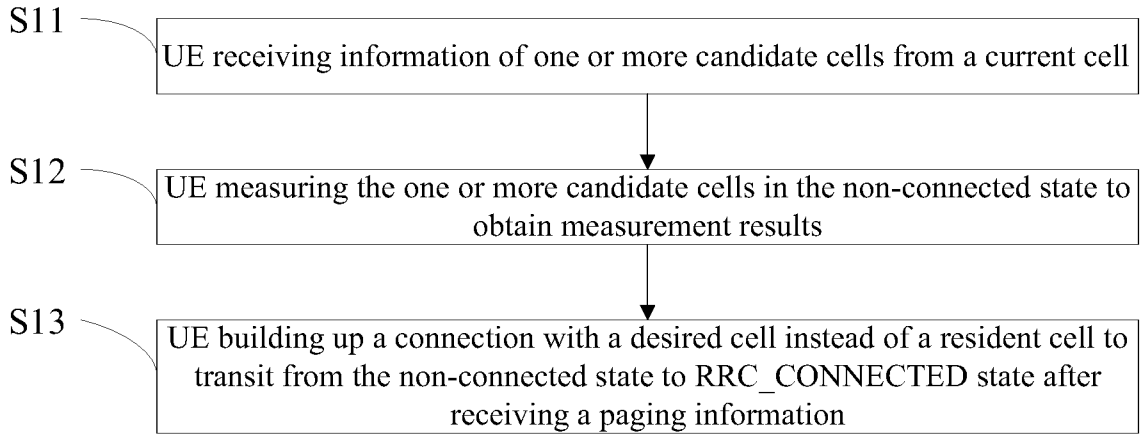 S11
UE receiving information of one or more candidate cells from a current cell
S12
UE measuring the one or more candidate cells in the non-connected state to
obtain measurement results
S13
UE building up a connection with a desired cell instead of a resident cell to
transit from the non-connected state to RRC_CONNECTED state after
receiving a paging information